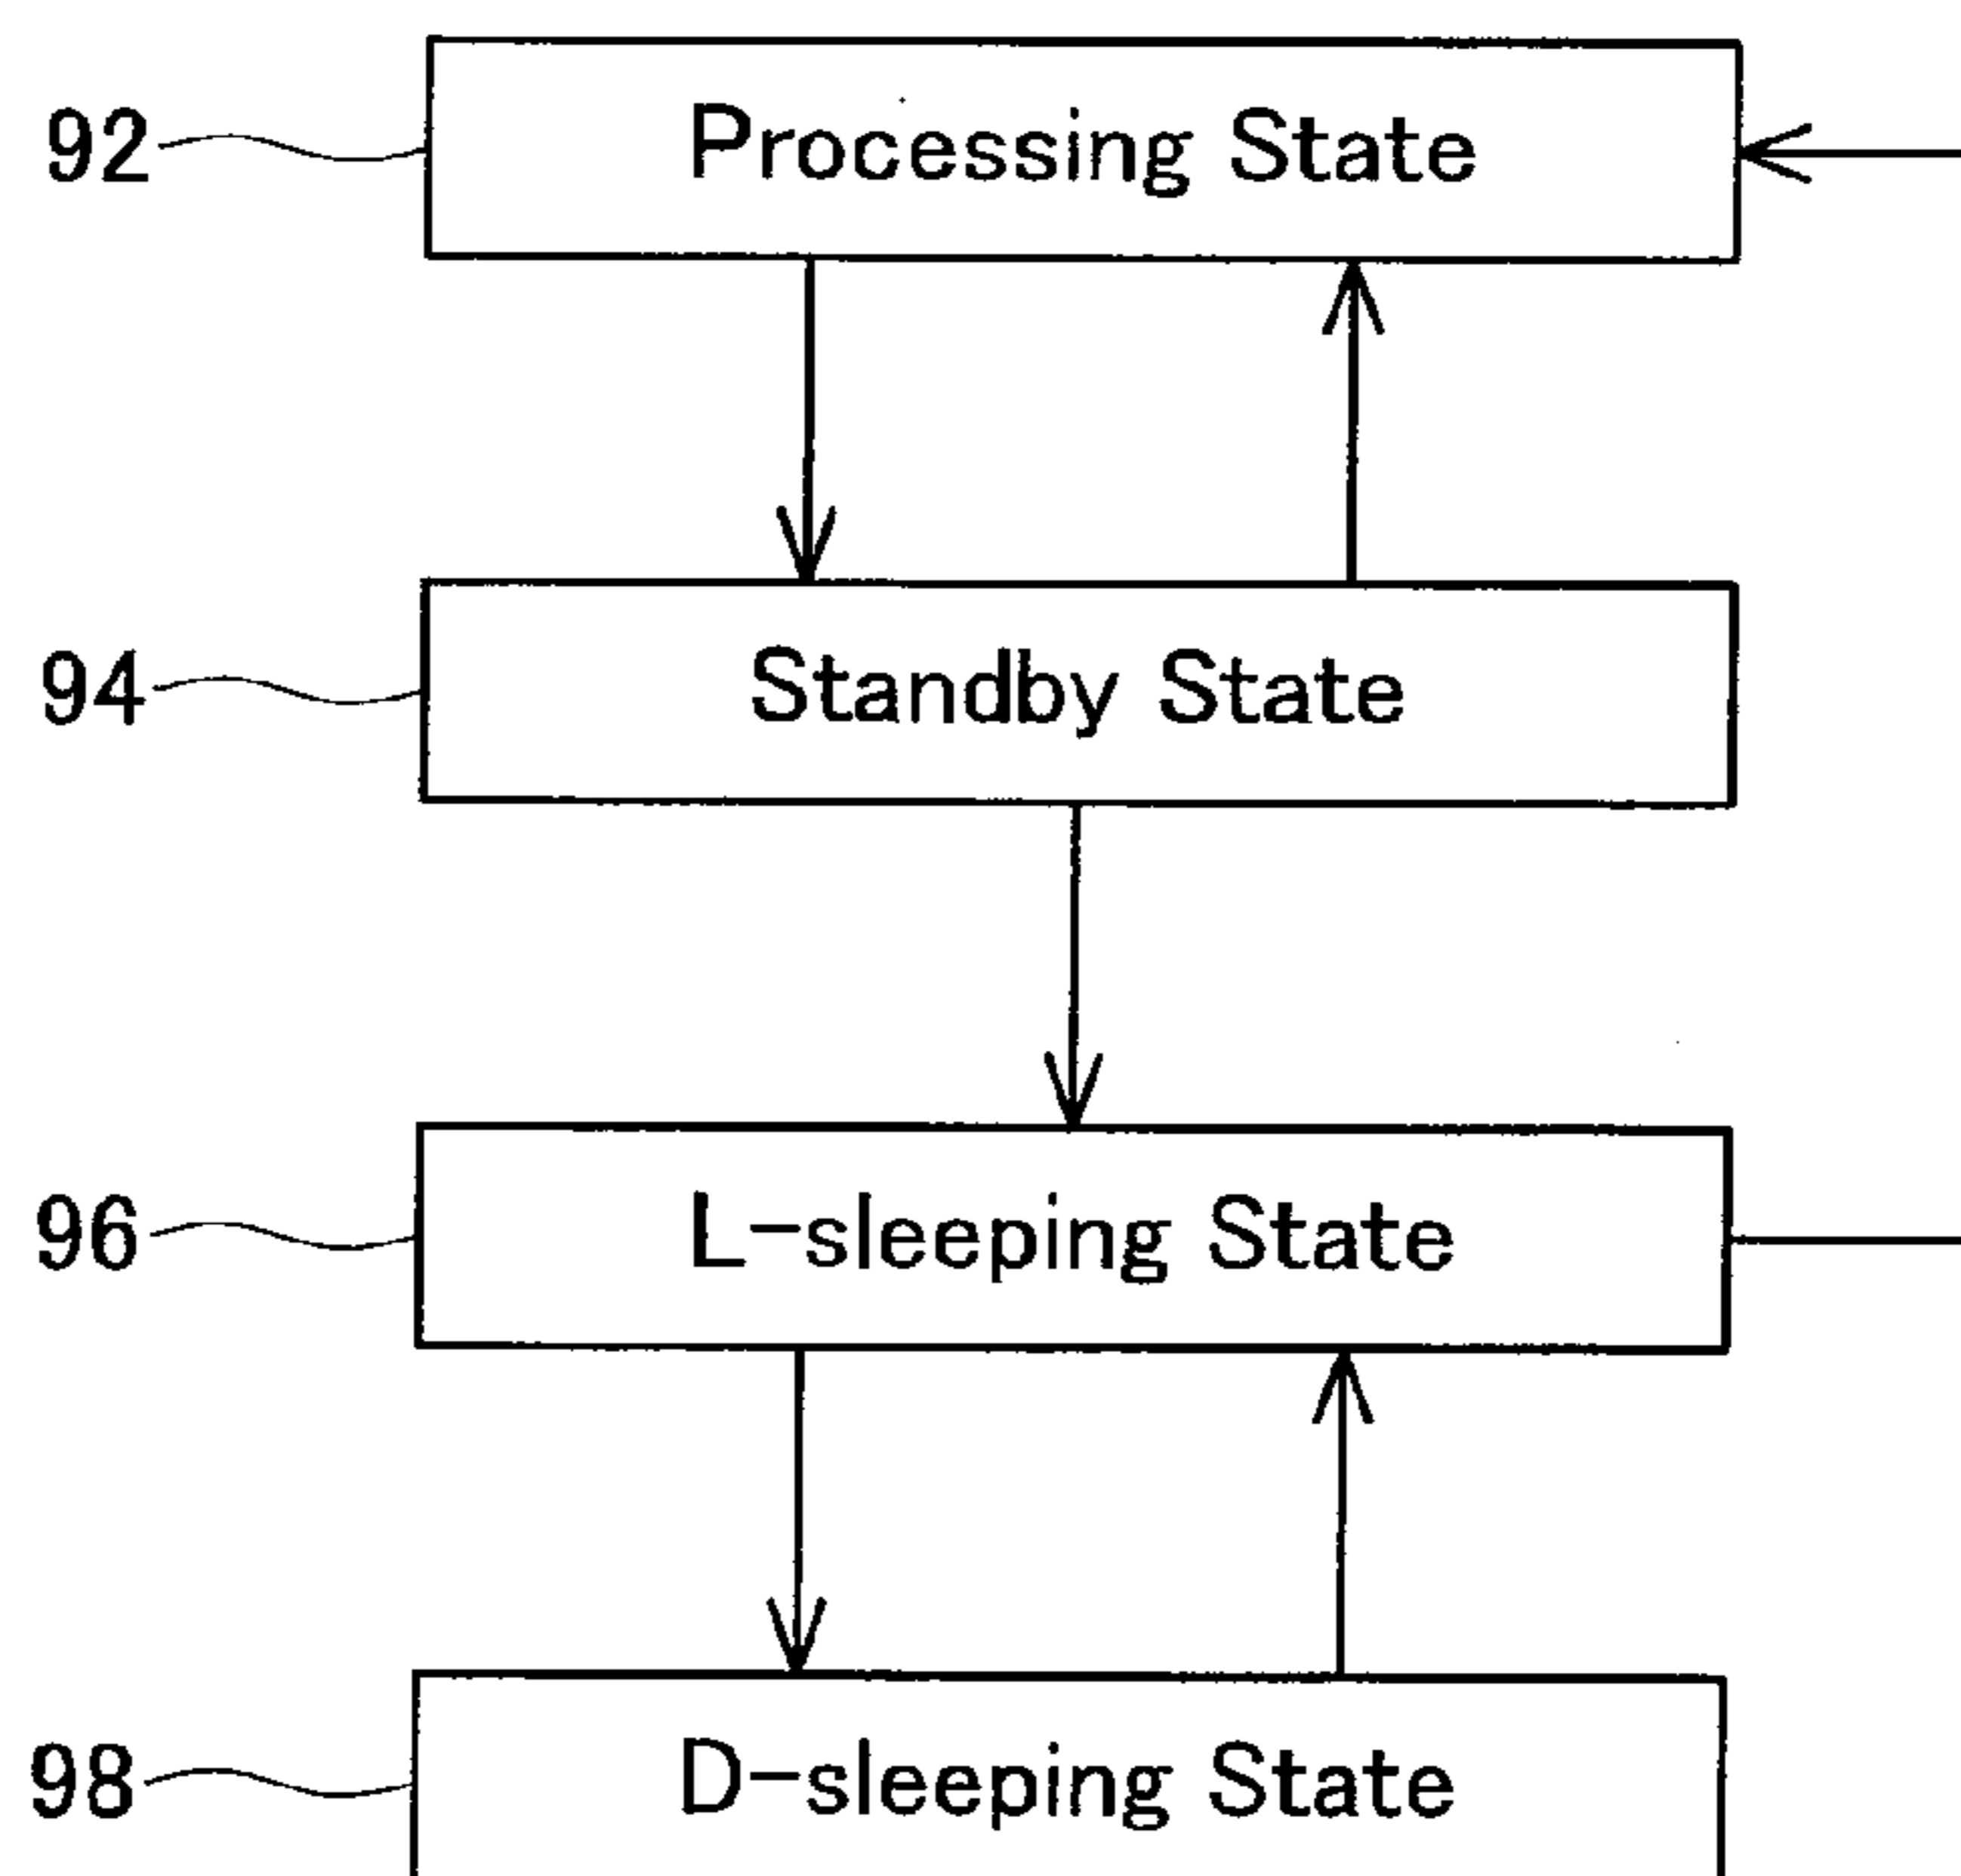 92 Processing State
94 Standby State
96 L-sleeping State
98 D-sleeping State